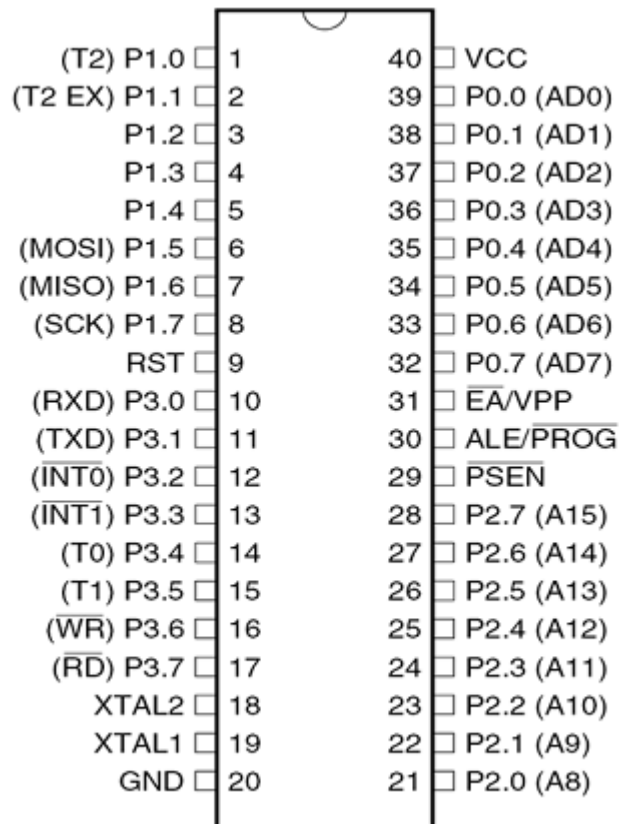 (T2) P1.0 1 40 VCC
(T2 EX) P1.1 2 39 P0.0 (AD0)
P1.2 3 38 P0.1 (AD1)
P1.3 4 37 P0.2 (AD2)
P1.4 5 36 P0.3 (AD3)
(MOSI) P1.5 6 35 P0.4 (AD4)
(MISO) P1.6 7 34 P0.5 (AD5)
(SCK) P1.7 8 33 P0.6 (AD6)
RST 9 32 P0.7 (AD7)
(RXD) P3.0 10 31 E̅A̅/VPP
(TXD) P3.1 11 30 ALE/P̅R̅O̅G̅
(I̅N̅T̅0̅) P3.2 12 29 P̅S̅E̅N̅
(I̅N̅T̅1̅) P3.3 13 28 P2.7 (A15)
(T0) P3.4 14 27 P2.6 (A14)
(T1) P3.5 15 26 P2.5 (A13)
(W̅R̅) P3.6 16 25 P2.4 (A12)
(R̅D̅) P3.7 17 24 P2.3 (A11)
XTAL2 18 23 P2.2 (A10)
XTAL1 19 22 P2.1 (A9)
GND 20 21 P2.0 (A8)